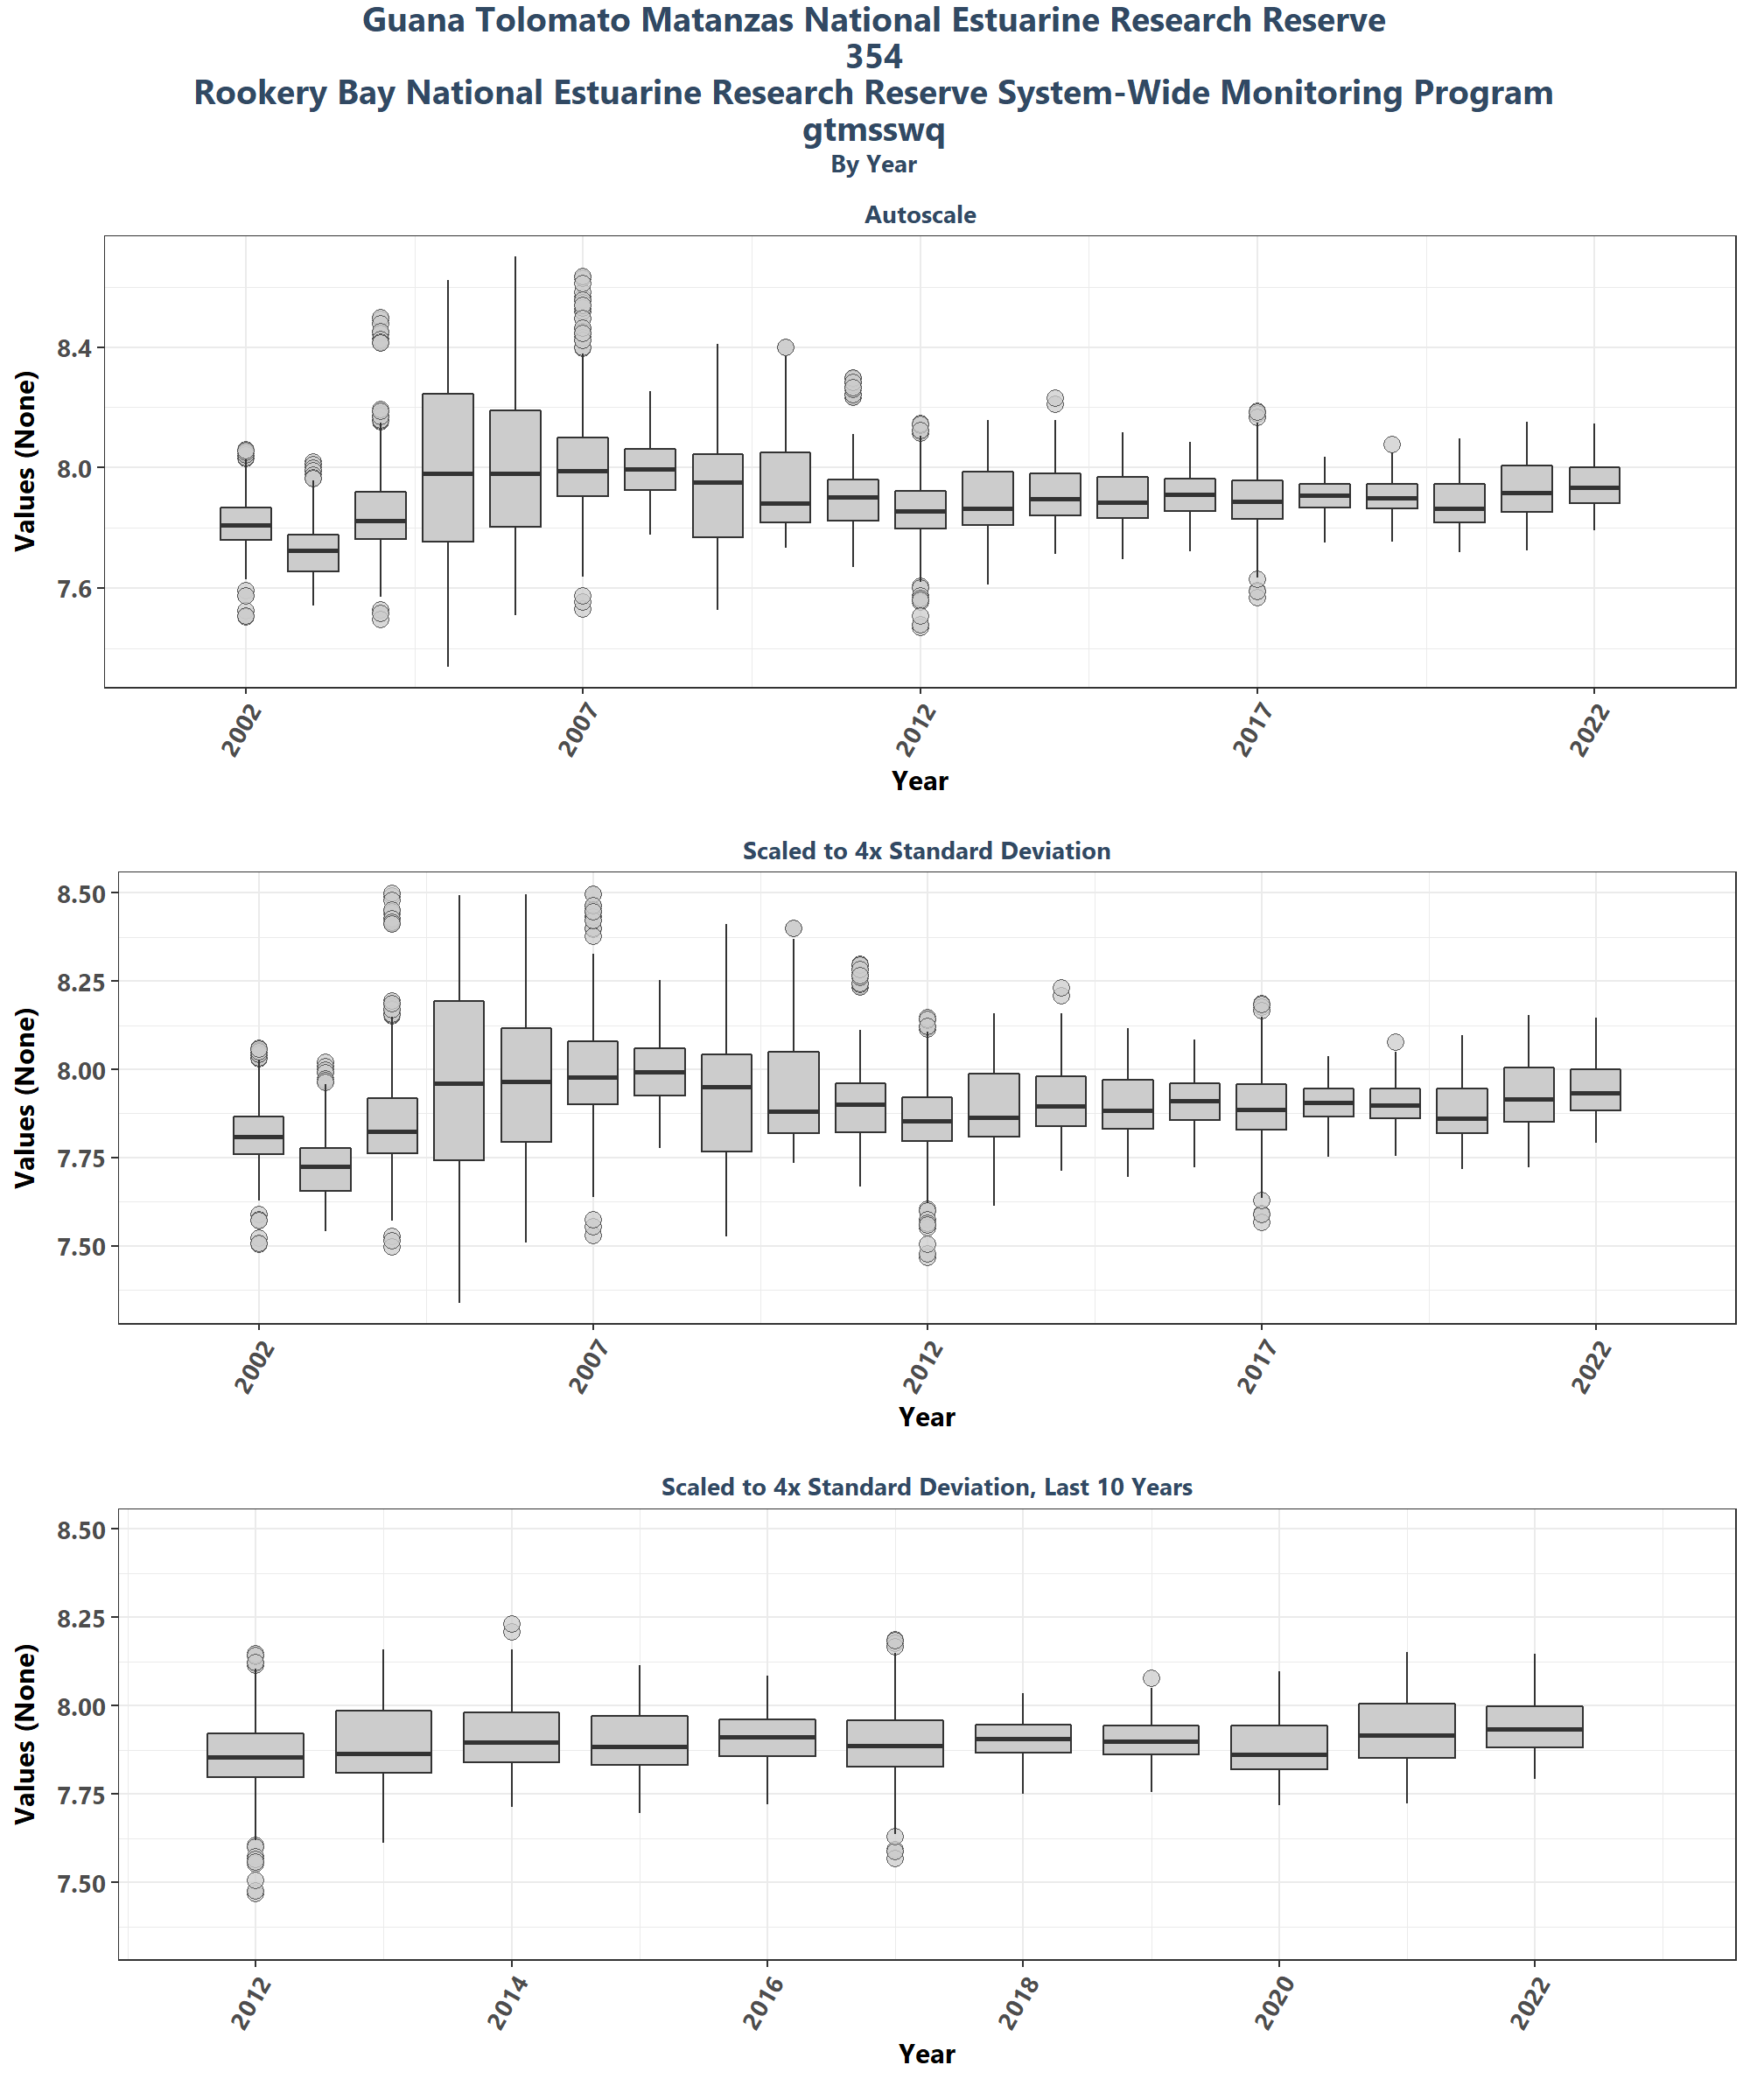 Guana Tolomato Matanzas National Estuarine Research Reserve
354
Rookery Bay National Estuarine Research Reserve System-Wide Monitoring Program
gtmsswq
By Year
Autoscale
Values (None)
8.4
8.0
7.6
2002
2007
2012
2017
2022
Year
Scaled to 4x Standard Deviation
Values (None)
8.50
8.25
8.00
7.75
7.50
2002
2007
2012
2017
2022
Year
Scaled to 4x Standard Deviation, Last 10 Years
Values (None)
8.50
8.25
8.00
7.75
7.50
2012
2014
2016
2018
2020
2022
Year